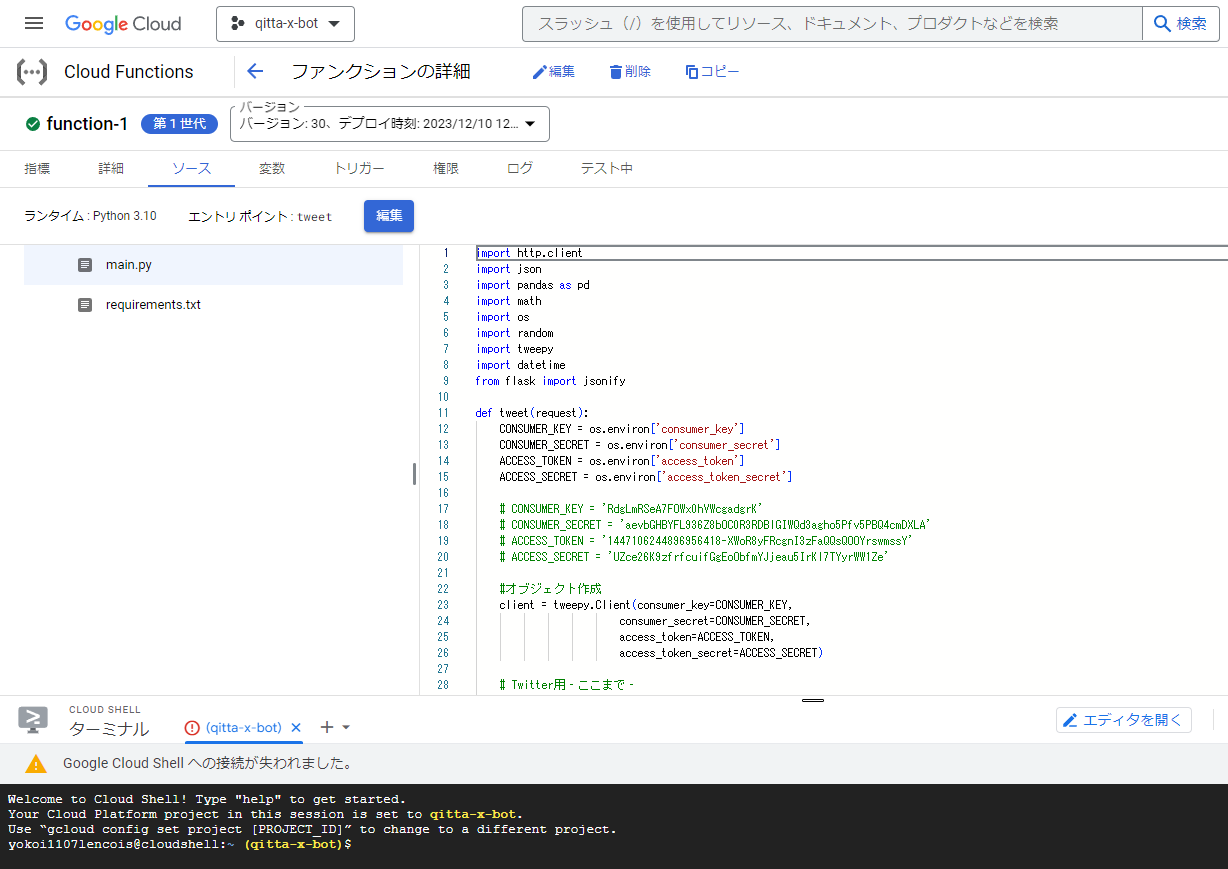 Google Cloud
qitta-x-bot
スラッシュ（/）を使用してリソース、ドキュメント、プロダクトなどを検索
検索
Cloud Functions
ファンクションの詳細
編集
削除
コピー
function-1
第 1 世代
バージョン
バージョン: 30、デプロイ時刻: 2023/12/10 12...
指標
詳細
ソース
変数
トリガー
権限
ログ
テスト中
ランタイム : Python 3.10
エントリ ポイント : tweet
編集
main.py
requirements.txt
1 import http.client
2 import json
3 import pandas as pd
4 import math
5 import os
6 import random
7 import tweepy
8 import datetime
9 from flask import jsonify
10
11 def tweet(request):
12 CONSUMER_KEY = os.environ['consumer_key']
13 CONSUMER_SECRET = os.environ['consumer_secret']
14 ACCESS_TOKEN = os.environ['access_token']
15 ACCESS_SECRET = os.environ['access_token_secret']
16
17 # CONSUMER_KEY =
18 # CONSUMER_SECRET =
19 # ACCESS_TOKEN =
20 # ACCESS_SECRET =
21
22 #オブジェクト作成
23 client = tweepy.Client(consumer_key=CONSUMER_KEY,
24 consumer_secret=CONSUMER_SECRET,
25 access_token=ACCESS_TOKEN,
26 access_token_secret=ACCESS_SECRET)
27
28 # Twitter用 - ここまで -
CLOUD SHELL
ターミナル
(qitta-x-bot)
エディタを開く
Google Cloud Shell への接続が失われました。
Welcome to Cloud Shell! Type "help" to get started.
Your Cloud Platform project in this session is set to qitta-x-bot.
Use “gcloud config set project [PROJECT_ID]” to change to a different project.
yokoi1107lencois@cloudshell:~ (qitta-x-bot)$